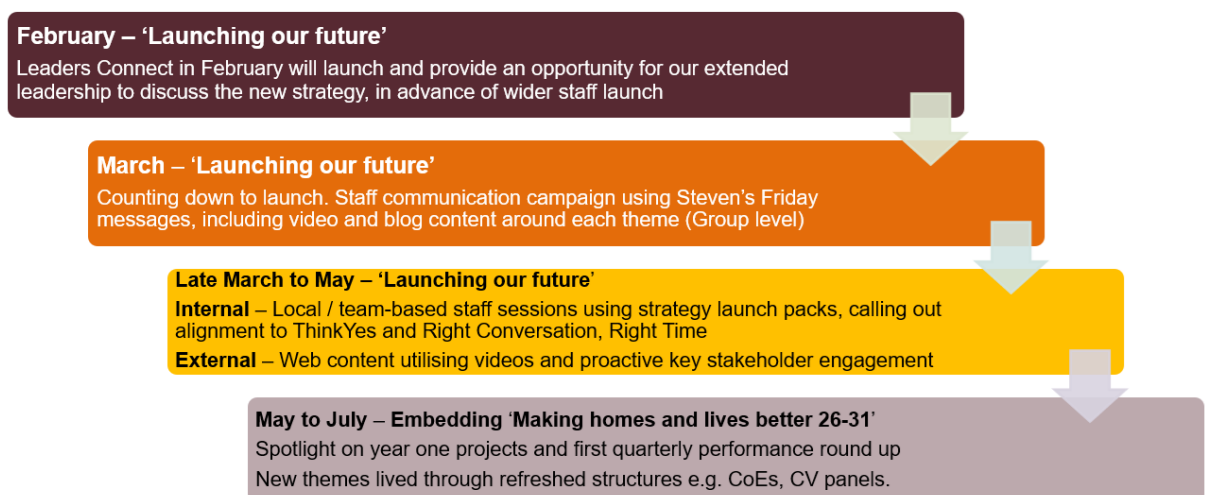 February – ‘Launching our future’
Leaders Connect in February will launch and provide an opportunity for our extended
leadership to discuss the new strategy, in advance of wider staff launch
March – ‘Launching our future’
Counting down to launch. Staff communication campaign using Steven’s Friday
messages, including video and blog content around each theme (Group level)
Late March to May – ‘Launching our future’
Internal – Local / team-based staff sessions using strategy launch packs, calling out
alignment to ThinkYes and Right Conversation, Right Time
External – Web content utilising videos and proactive key stakeholder engagement
May to July – Embedding ‘Making homes and lives better 26-31’
Spotlight on year one projects and first quarterly performance round up
New themes lived through refreshed structures e.g. CoEs, CV panels.